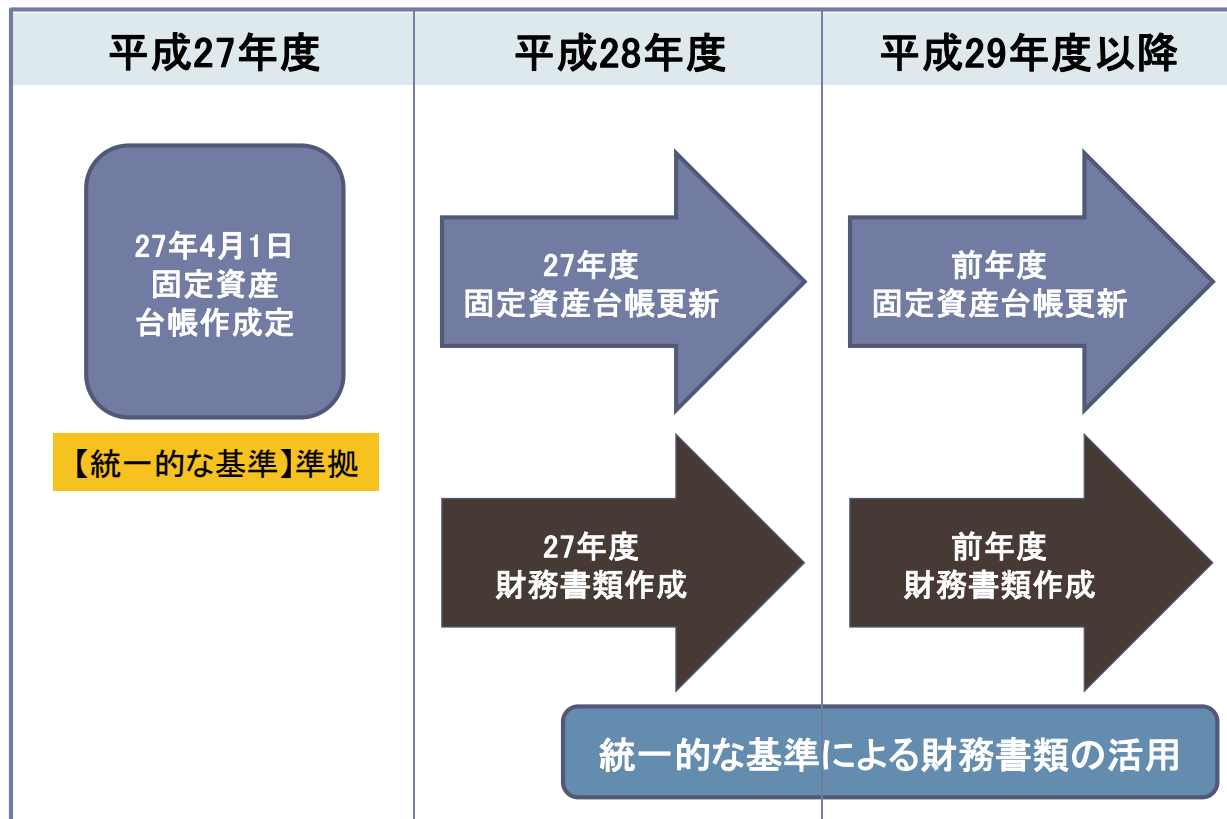 平成27年度
平成28年度
平成29年度以降
27年4月1日
固定資産
台帳作成定
【統一的な基準】準拠
27年度
固定資産台帳更新
前年度
固定資産台帳更新
27年度
財務書類作成
前年度
財務書類作成
統一的な基準による財務書類の活用